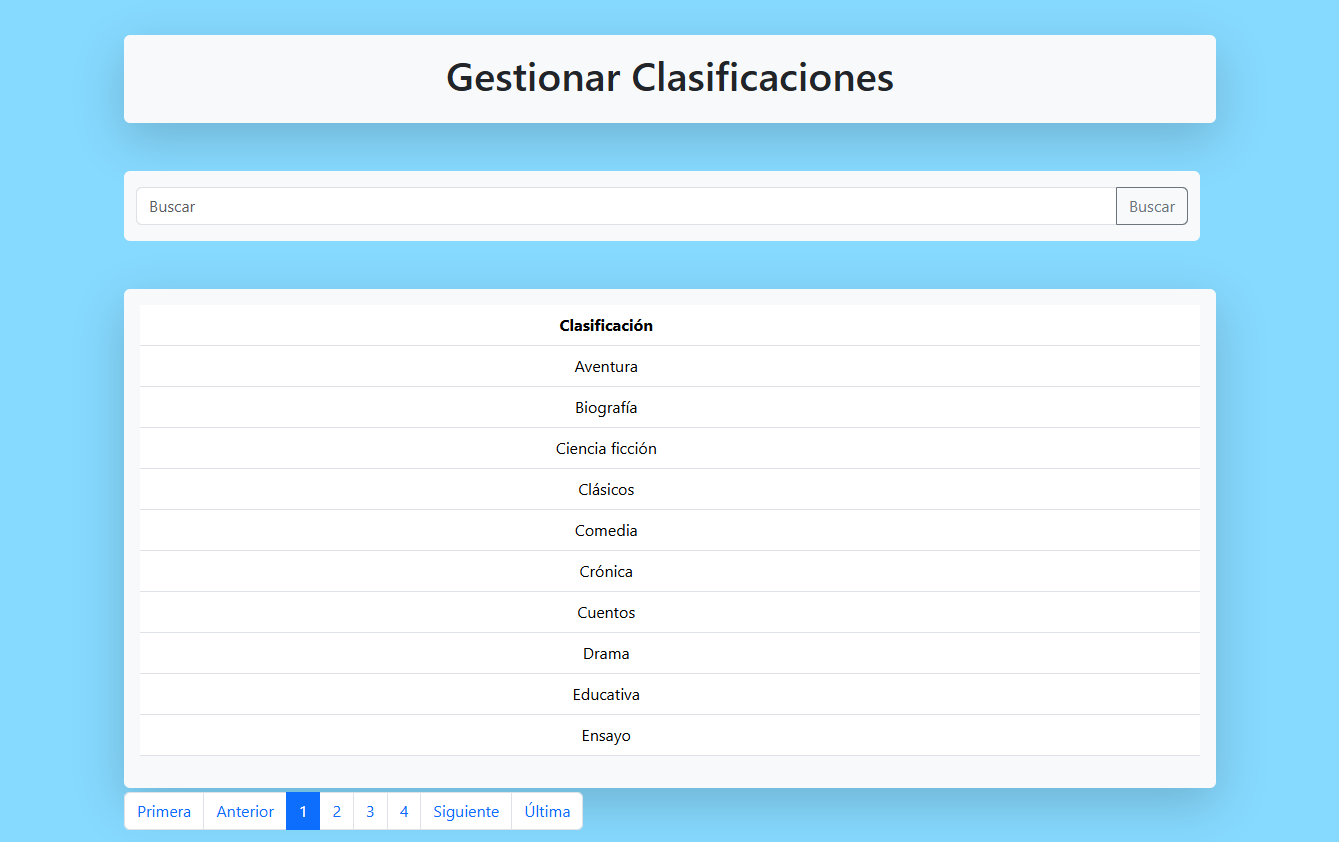 Gestionar Clasificaciones
Buscar Buscar
Clasificación
Aventura
Biografía
Ciencia ficción
Clásicos
Comedia
Crónica
Cuentos
Drama
Educativa
Ensayo
Primera Anterior 1 2 3 4 Siguiente Última